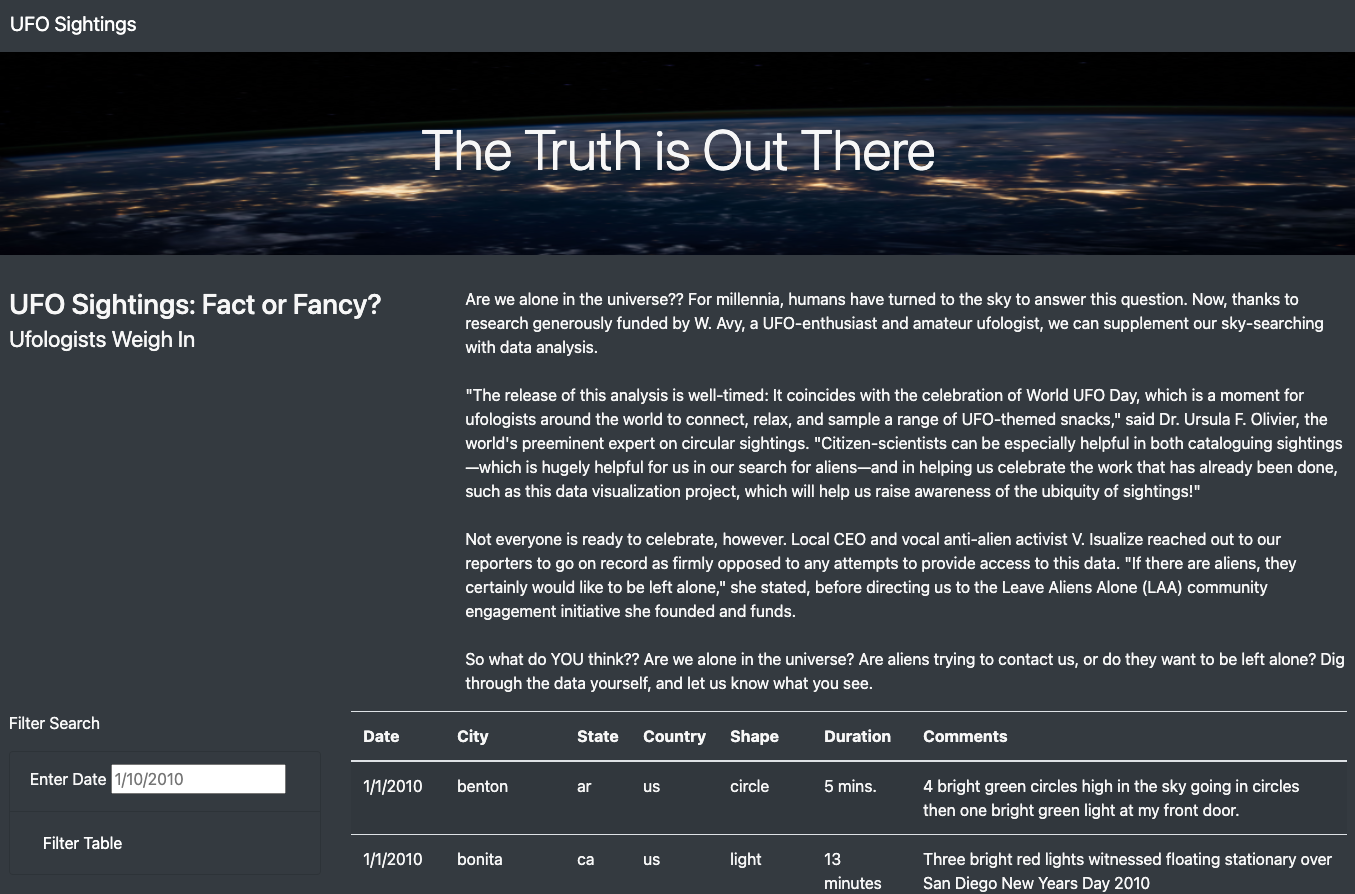 UFO Sightings
The Truth is Out There
UFO Sightings: Fact or Fancy?
Ufologists Weigh In
Are we alone in the universe?? For millennia, humans have turned to the sky to answer this question. Now, thanks to
research generously funded by W. Avy, a UFO-enthusiast and amateur ufologist, we can supplement our sky-searching
with data analysis.
"The release of this analysis is well-timed: It coincides with the celebration of World UFO Day, which is a moment for
ufologists around the world to connect, relax, and sample a range of UFO-themed snacks," said Dr. Ursula F. Olivier, the
world's preeminent expert on circular sightings. "Citizen-scientists can be especially helpful in both cataloguing sightings
—which is hugely helpful for us in our search for aliens—and in helping us celebrate the work that has already been done,
such as this data visualization project, which will help us raise awareness of the ubiquity of sightings!"
Not everyone is ready to celebrate, however. Local CEO and vocal anti-alien activist V. Isualize reached out to our
reporters to go on record as firmly opposed to any attempts to provide access to this data. "If there are aliens, they
certainly would like to be left alone," she stated, before directing us to the Leave Aliens Alone (LAA) community
engagement initiative she founded and funds.
So what do YOU think?? Are we alone in the universe? Are aliens trying to contact us, or do they want to be left alone? Dig
through the data yourself, and let us know what you see.
Filter Search
Enter Date 1/10/2010
Filter Table
Date City State Country Shape Duration Comments
1/1/2010 benton ar us circle 5 mins. 4 bright green circles high in the sky going in circles
then one bright green light at my front door.
1/1/2010 bonita ca us light 13 Three bright red lights witnessed floating stationary over
minutes San Diego New Years Day 2010